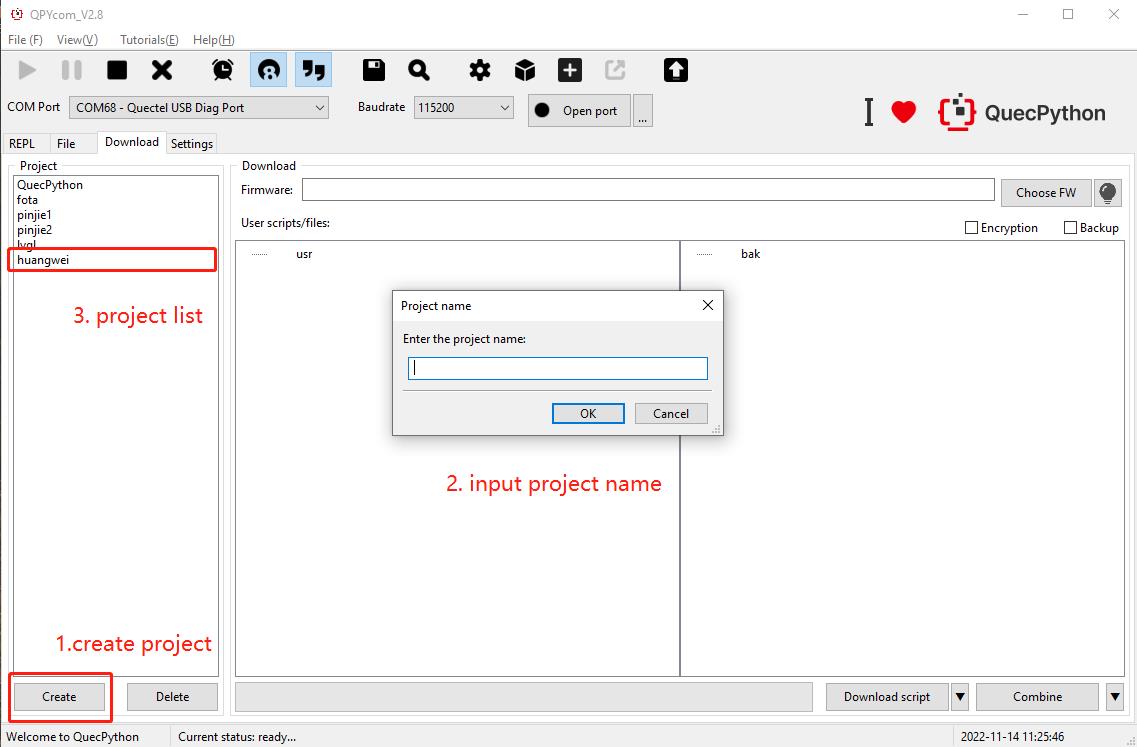 QPYcom_V2.8
File (F) View(V) Tutorials(E) Help(H)
COM Port COM68 - Quectel USB Diag Port Baudrate 115200 Open port ... I QuecPython
REPL File Download Settings
Project
QuecPython
fota
pinjie1
pinjie2
lvgl
huangwei
3. project list
1.create project
Create Delete
Download
Firmware: Choose FW
User scripts/files: Encryption Backup
usr bak
Project name
Enter the project name:
OK Cancel
2. input project name
Download script Combine
Welcome to QuecPython Current status: ready... 2022-11-14 11:25:46